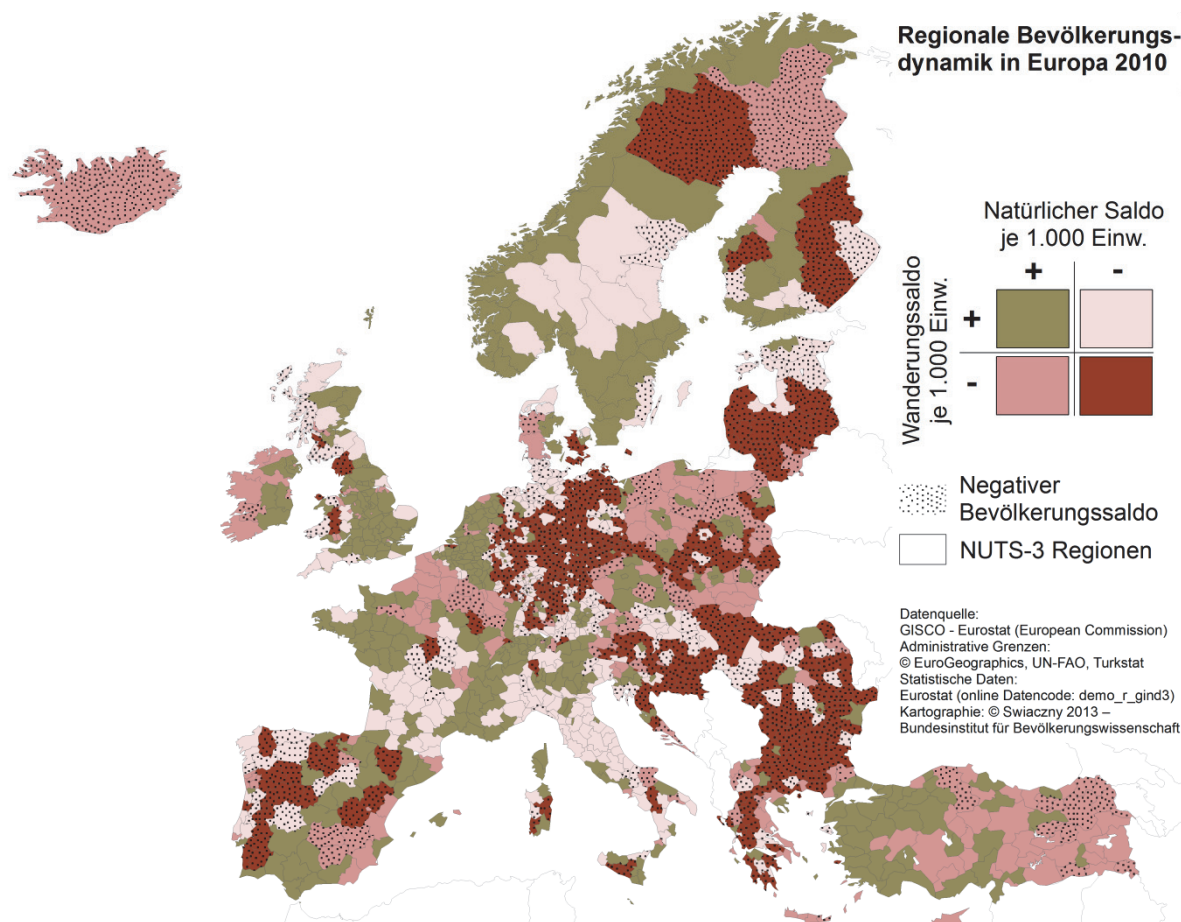 Regionale Bevölkerungs-
dynamik in Europa 2010
Natürlicher Saldo
je 1.000 Einw.
+ -
Wanderungssaldo
je 1.000 Einw.
+
-
Negativer
Bevölkerungssaldo
NUTS-3 Regionen
Datenquelle:
GISCO - Eurostat (European Commission)
Administrative Grenzen:
© EuroGeographics, UN-FAO, Turkstat
Statistische Daten:
Eurostat (online Datencode: demo_r_gind3)
Kartographie: © Swiaczny 2013 –
Bundesinstitut für Bevölkerungswissenschaft